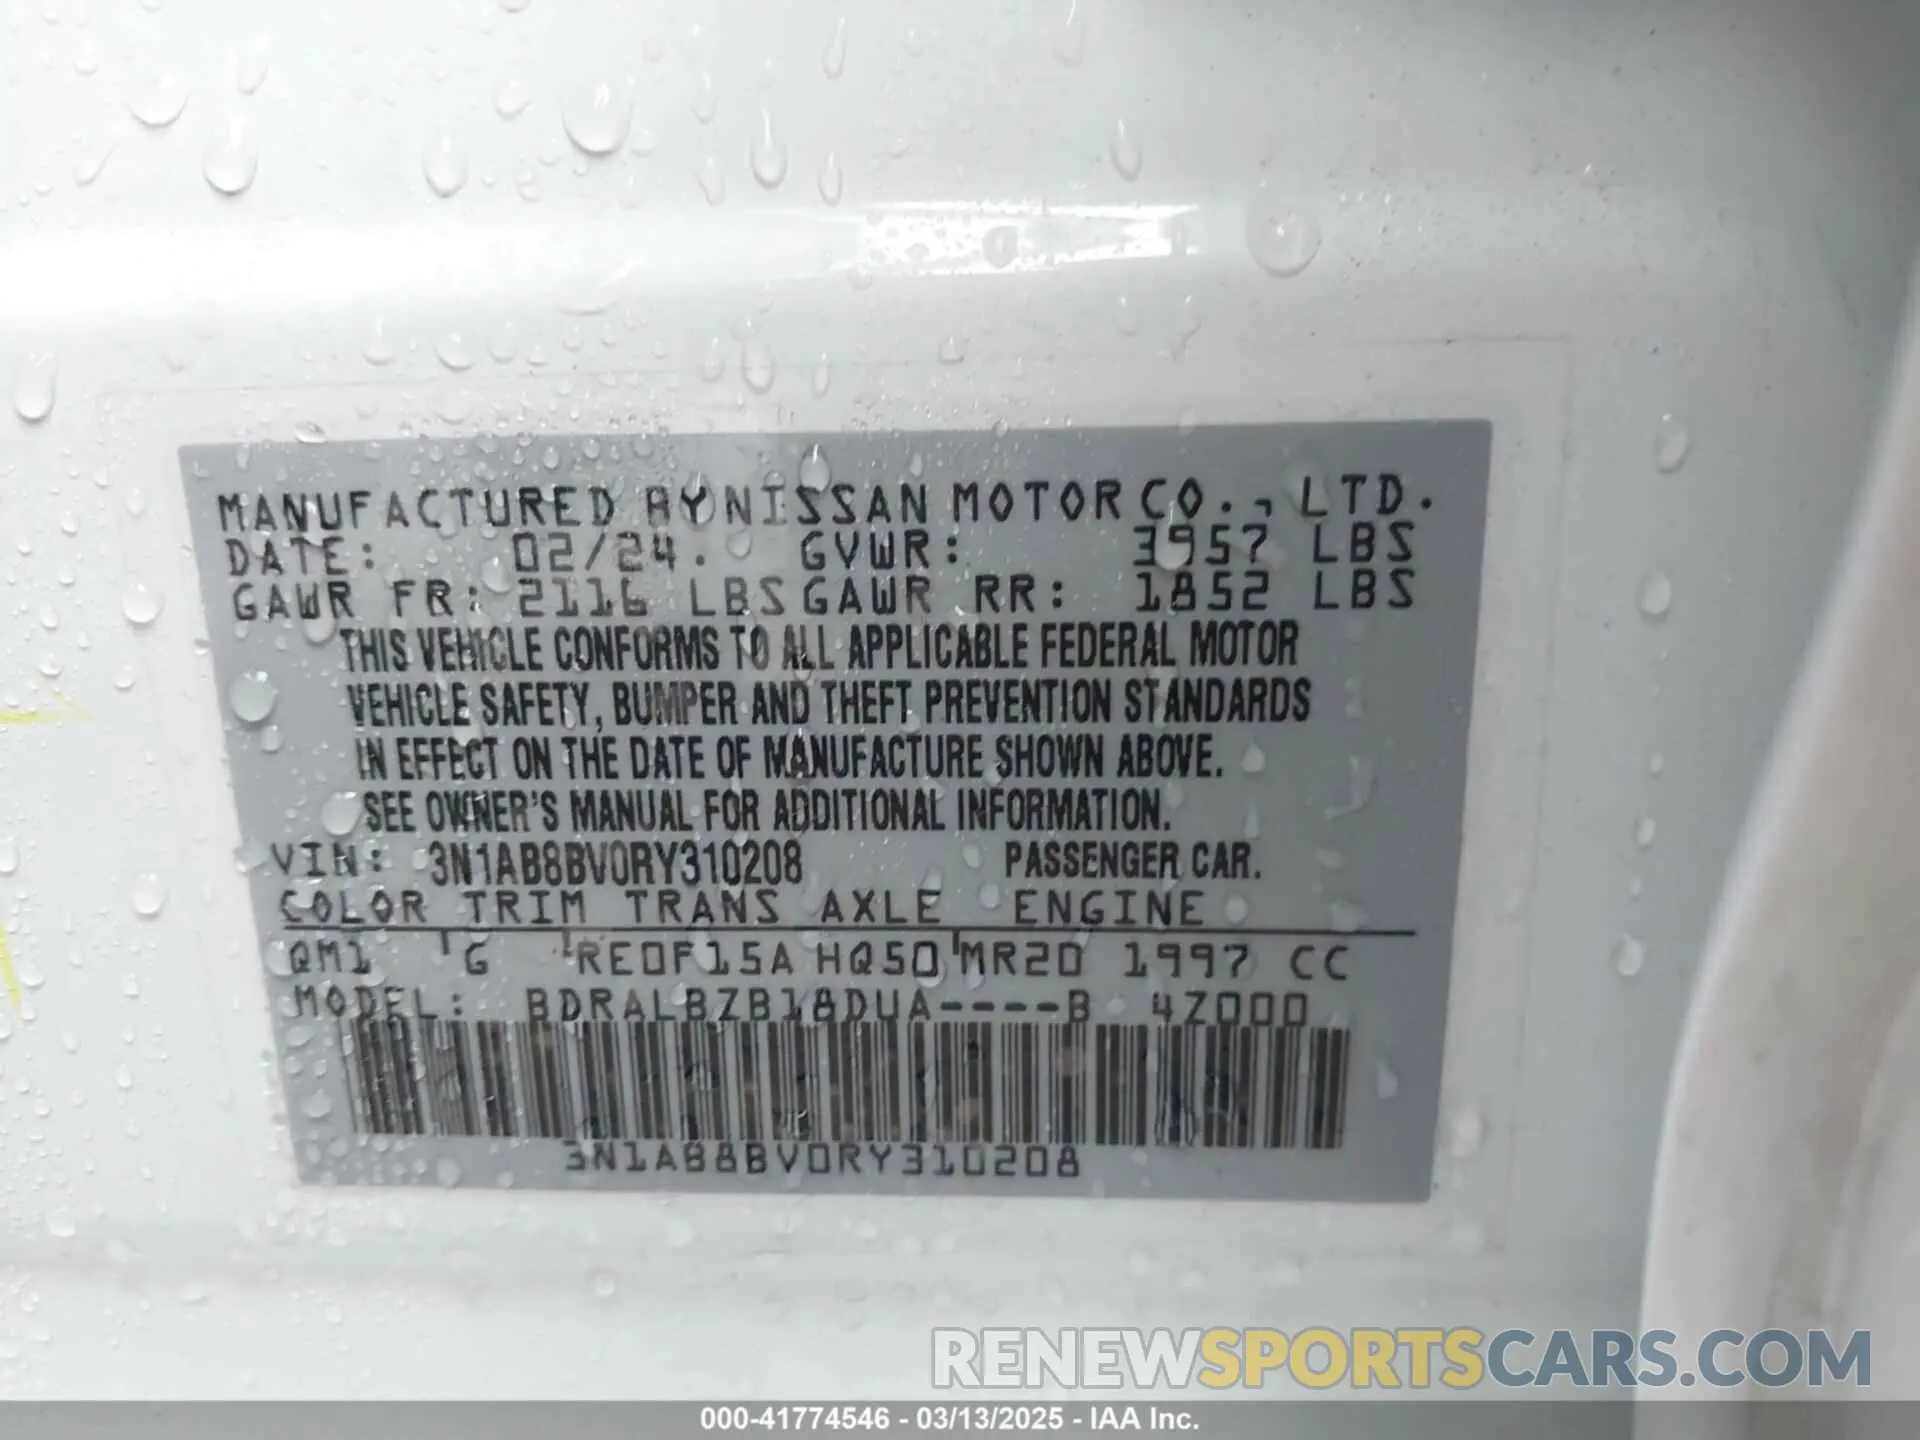 MANUFACTURED BY NISSAN MOTOR CO., LTD.
DATE: 02/24. GVWR: 3957 LBS
GAWR FR: 2116 LBS GAWR RR: 1852 LBS
THIS VEHICLE CONFORMS TO ALL APPLICABLE FEDERAL MOTOR
VEHICLE SAFETY, BUMPER AND THEFT PREVENTION STANDARDS
IN EFFECT ON THE DATE OF MANUFACTURE SHOWN ABOVE.
SEE OWNER'S MANUAL FOR ADDITIONAL INFORMATION.
VIN: 3N1AB8BV0RY310208 PASSENGER CAR.
COLOR TRIM TRANS AXLE ENGINE
QM1 G RE0F15A HQ50 MR20 1997 CC
MODEL: BDRALBZB18DUA----B 4Z000
3N1AB8BV0RY310208
RENEWSPORTSCARS.COM
000-41774546 - 03/13/2025 - IAA Inc.